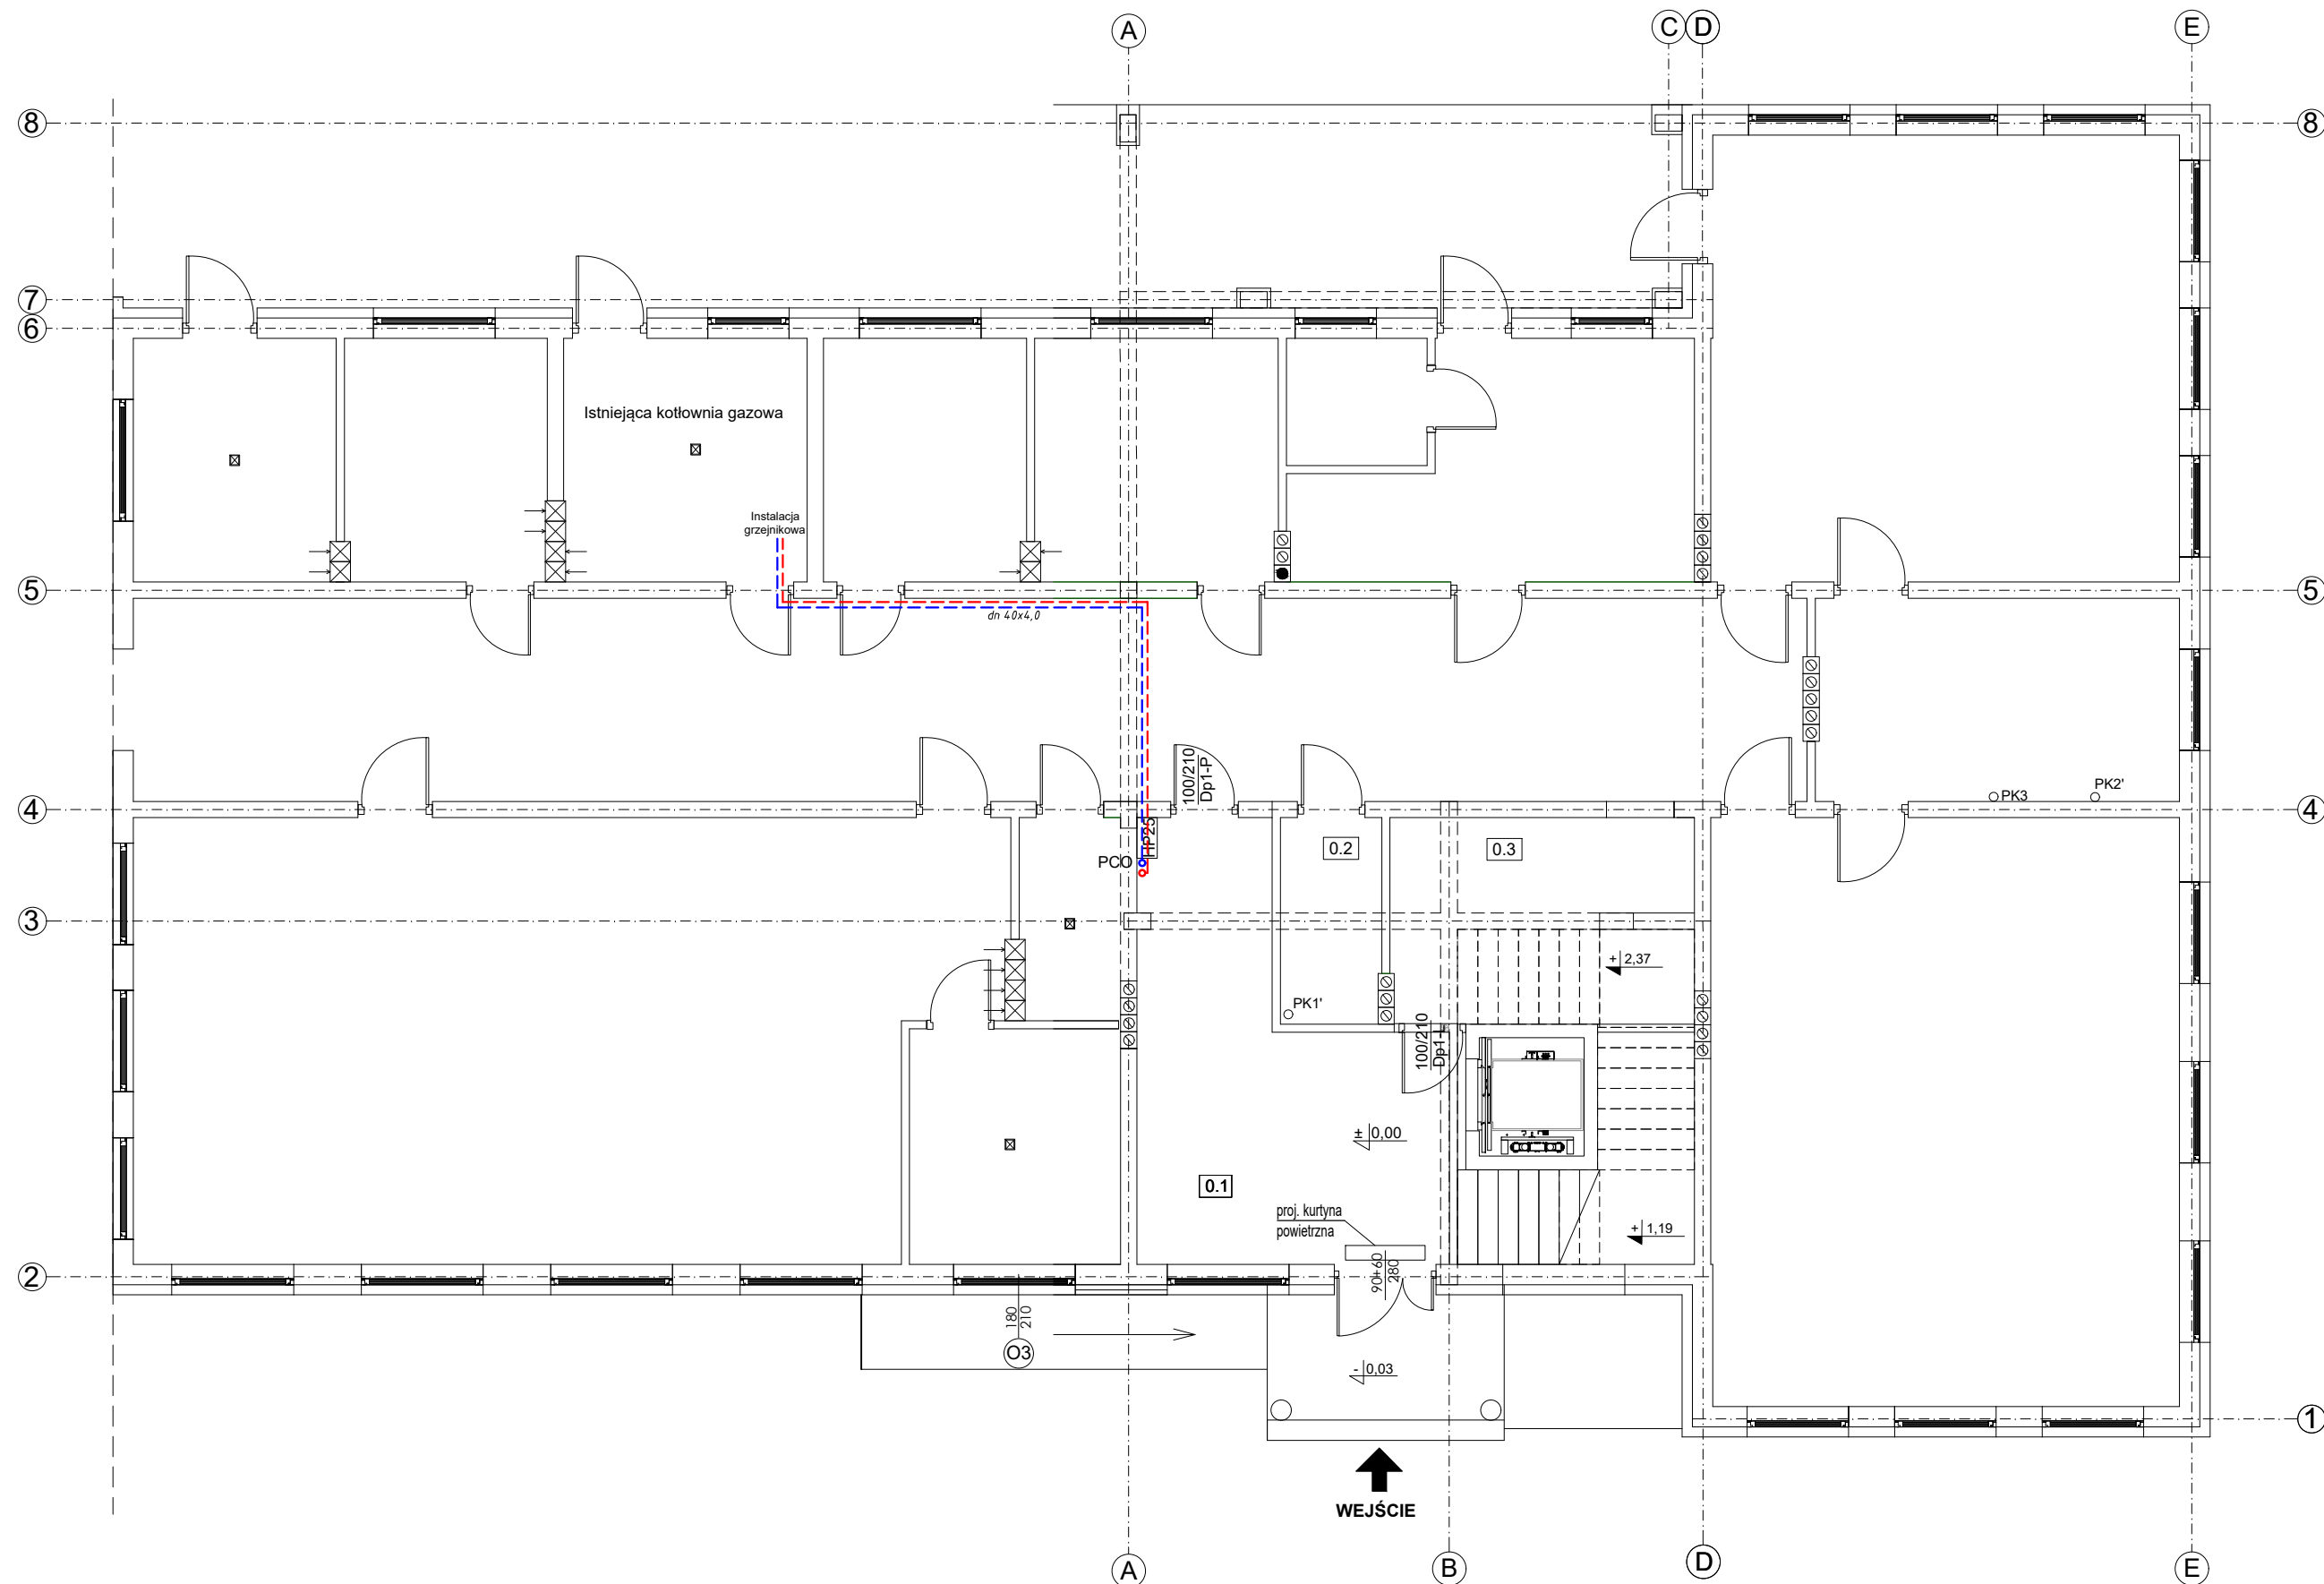 A
C
D
E
8
8
7
6
Istniejąca kotłownia gazowa
Instalacja
grzejnikowa
5
5
dn 40x4,0
100/210
Dp1-P
4
PK3
PK2'
4
HP25
PCO
0.2
0.3
3
+ 2,37
PK1'
100/210
Dp1-L
± 0,00
0.1
proj. kurtyna
powietrzna
+ 1,19
2
90+60
280
180
210
O3
- 0,03
1
WEJŚCIE
A
B
D
E